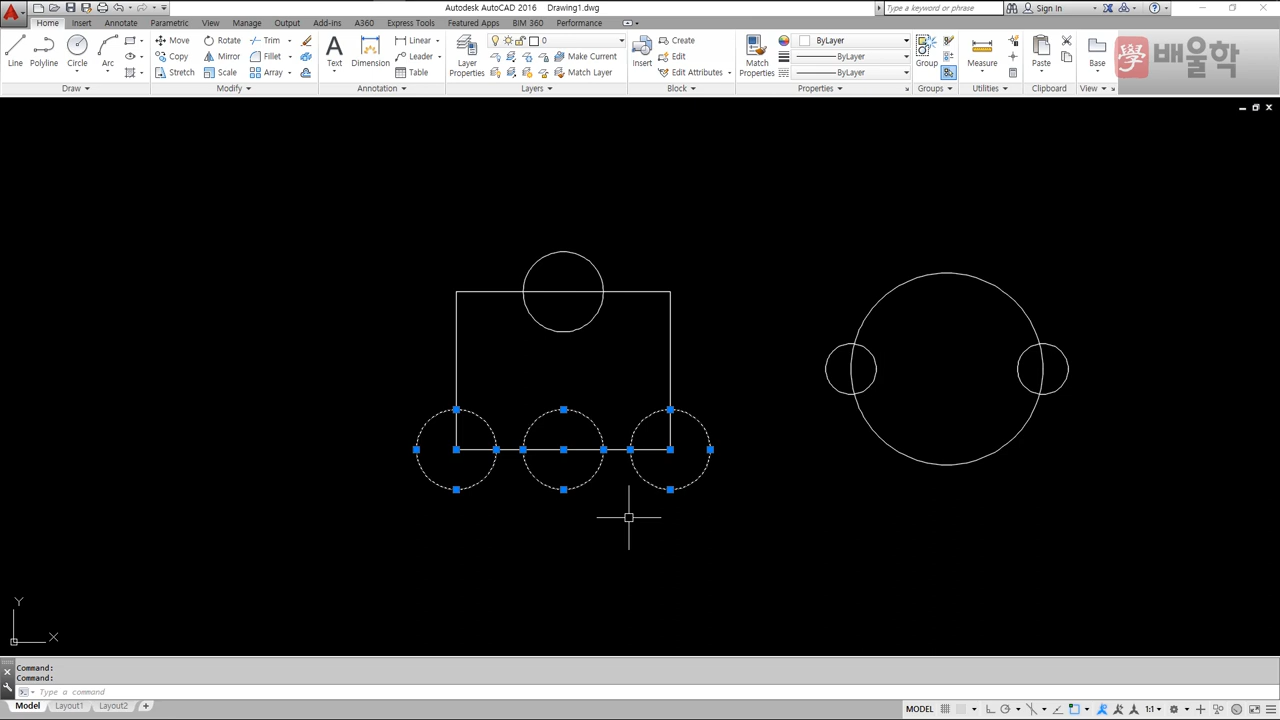 Autodesk AutoCAD 2016 Drawing1.dwg
Type a keyword or phrase
Sign In
Home Insert Annotate Parametric View Manage Output Add-ins A360 Express Tools Featured Apps BIM 360 Performance
Line Polyline Circle Arc
Draw
Move Rotate Trim
Copy Mirror Fillet
Stretch Scale Array
Modify
Text Dimension
Linear
Leader
Table
Annotation
Layer Properties
0
Make Current
Match Layer
Layers
Insert
Create
Edit
Edit Attributes
Block
Match Properties
ByLayer
ByLayer
ByLayer
Properties
Group
Groups
Measure
Utilities
Paste
Clipboard
Base
View
學 배울학
Y
X
Command:
Command:
Type a command
Model Layout1 Layout2
MODEL 1:1